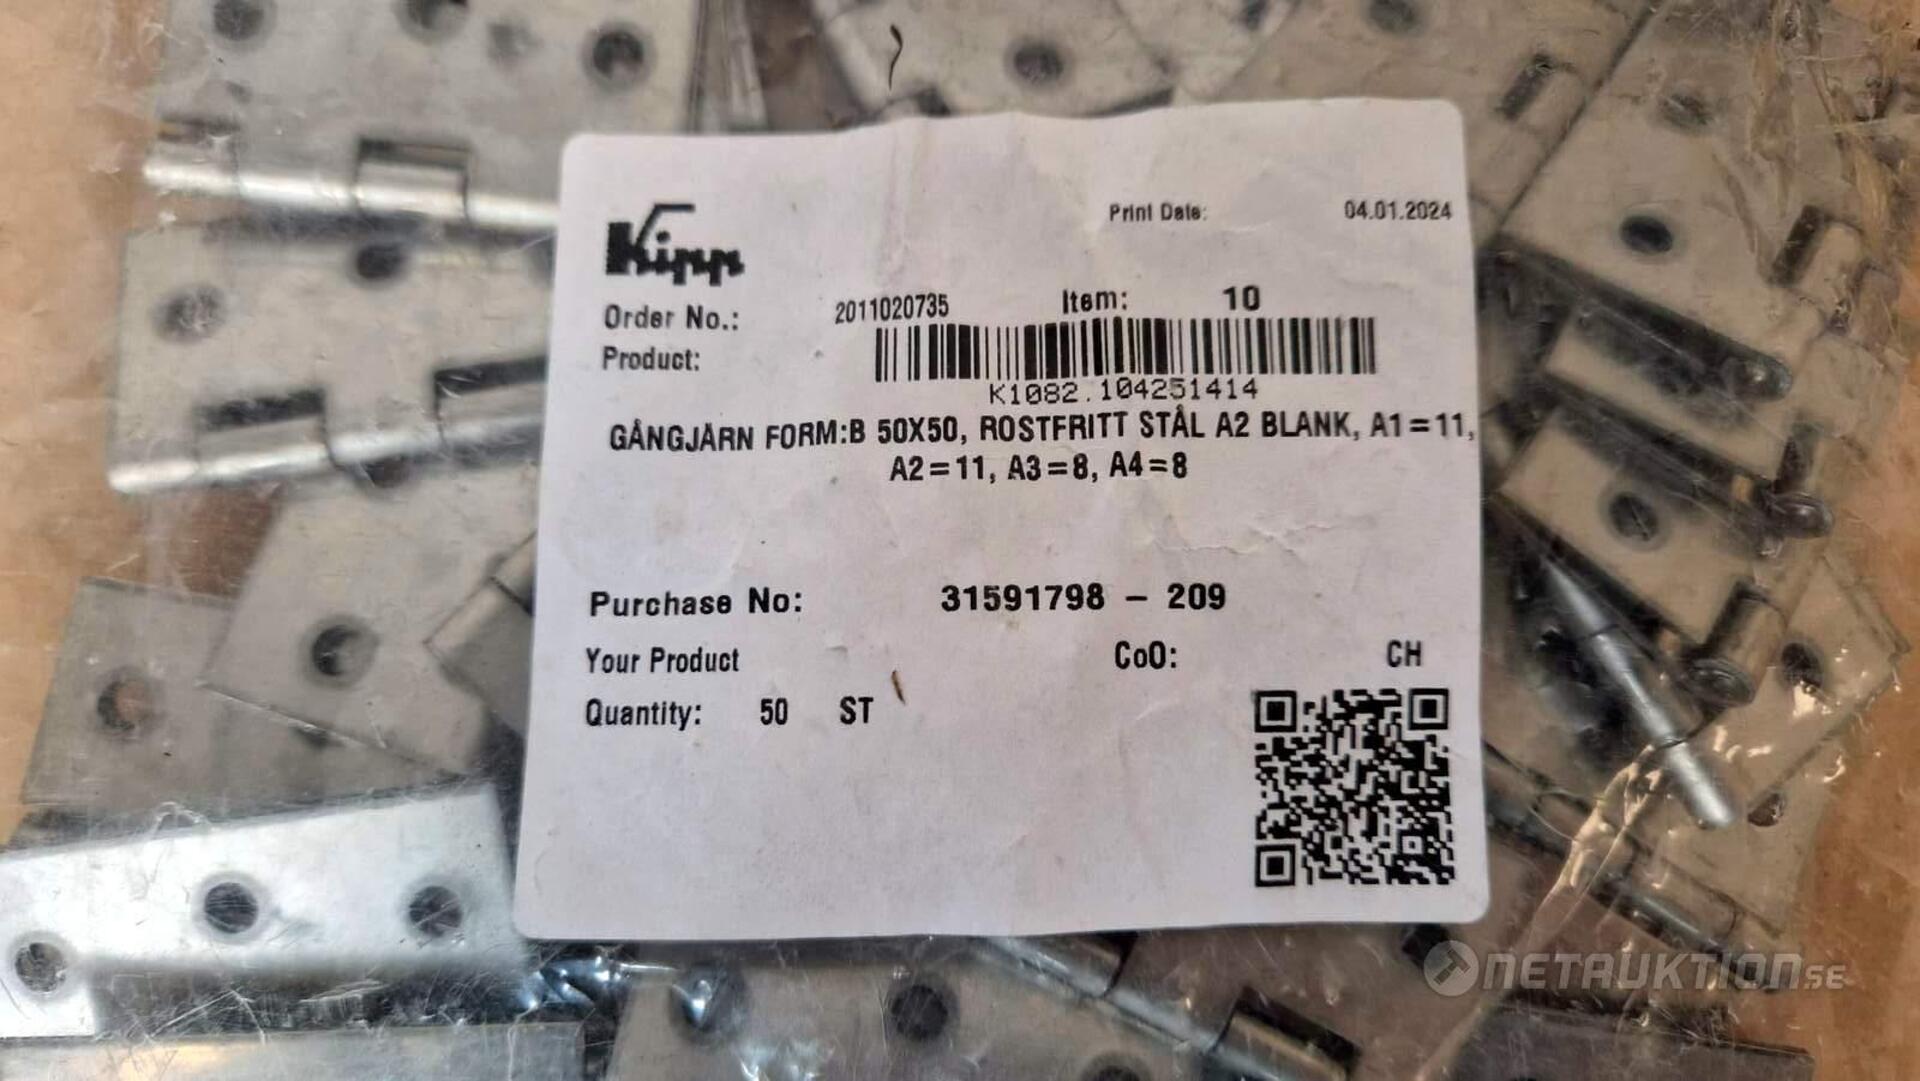 Kipp
Print Date: 04.01.2024
Order No.: 2011020735 Item: 10
Product:
K1082.104251414
GÅNGJÄRN FORM:B 50X50, ROSTFRITT STÅL A2 BLANK, A1=11,
A2=11, A3=8, A4=8
Purchase No: 31591798 - 209
Your Product CoO: CH
Quantity: 50 ST
NETAUKTION.SE